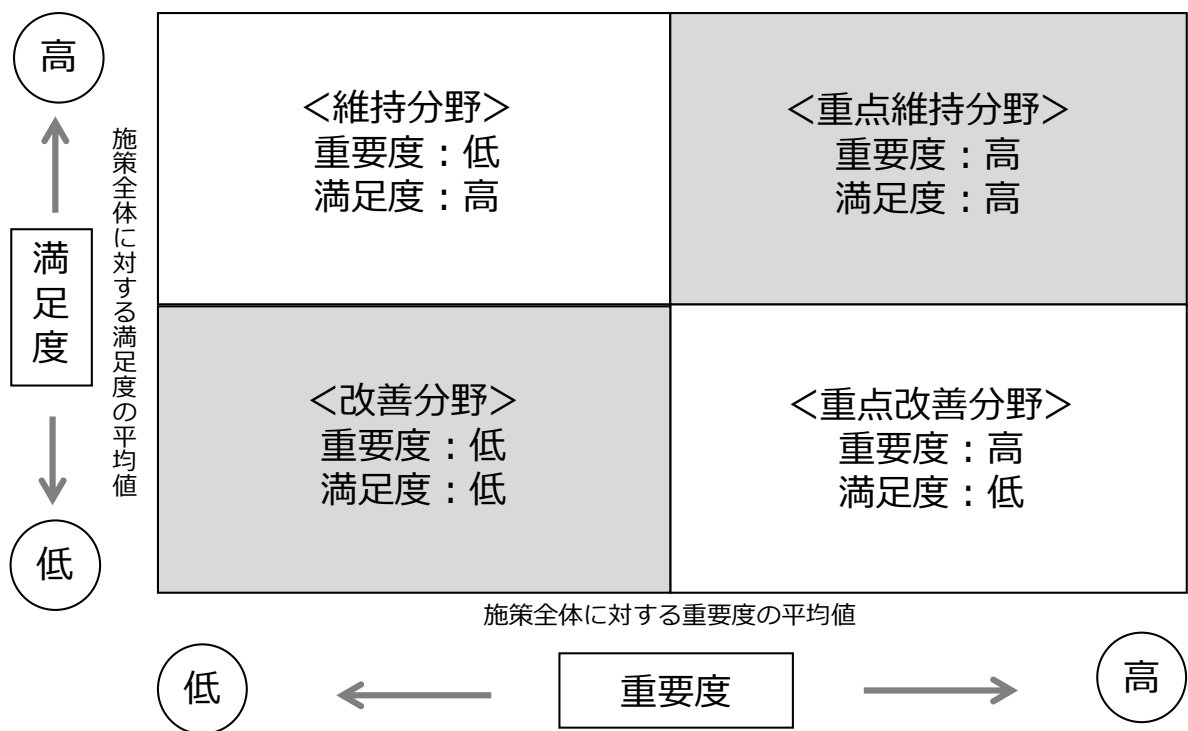 高
施策全体に対する満足度の平均値
満足度
低
＜維持分野＞
重要度：低
満足度：高
＜重点維持分野＞
重要度：高
満足度：高
＜改善分野＞
重要度：低
満足度：低
＜重点改善分野＞
重要度：高
満足度：低
施策全体に対する重要度の平均値
低
重要度
高